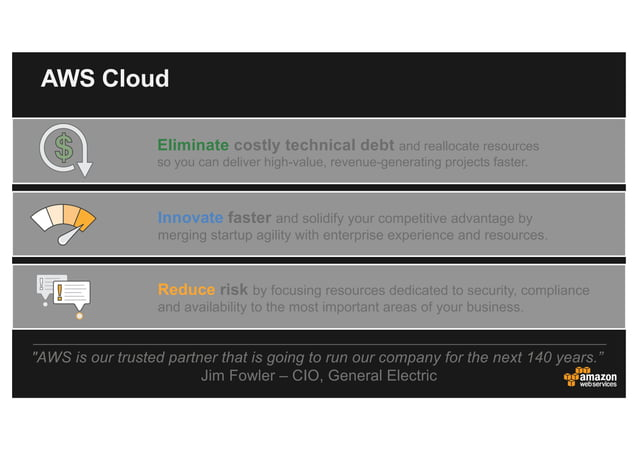 AWS Cloud
$
Eliminate costly technical debt and reallocate resources
so you can deliver high-value, revenue-generating projects faster.
Innovate faster and solidify your competitive advantage by
merging startup agility with enterprise experience and resources.
!
!
Reduce risk by focusing resources dedicated to security, compliance
and availability to the most important areas of your business.
"AWS is our trusted partner that is going to run our company for the next 140 years.”
Jim Fowler – CIO, General Electric
amazon
web services